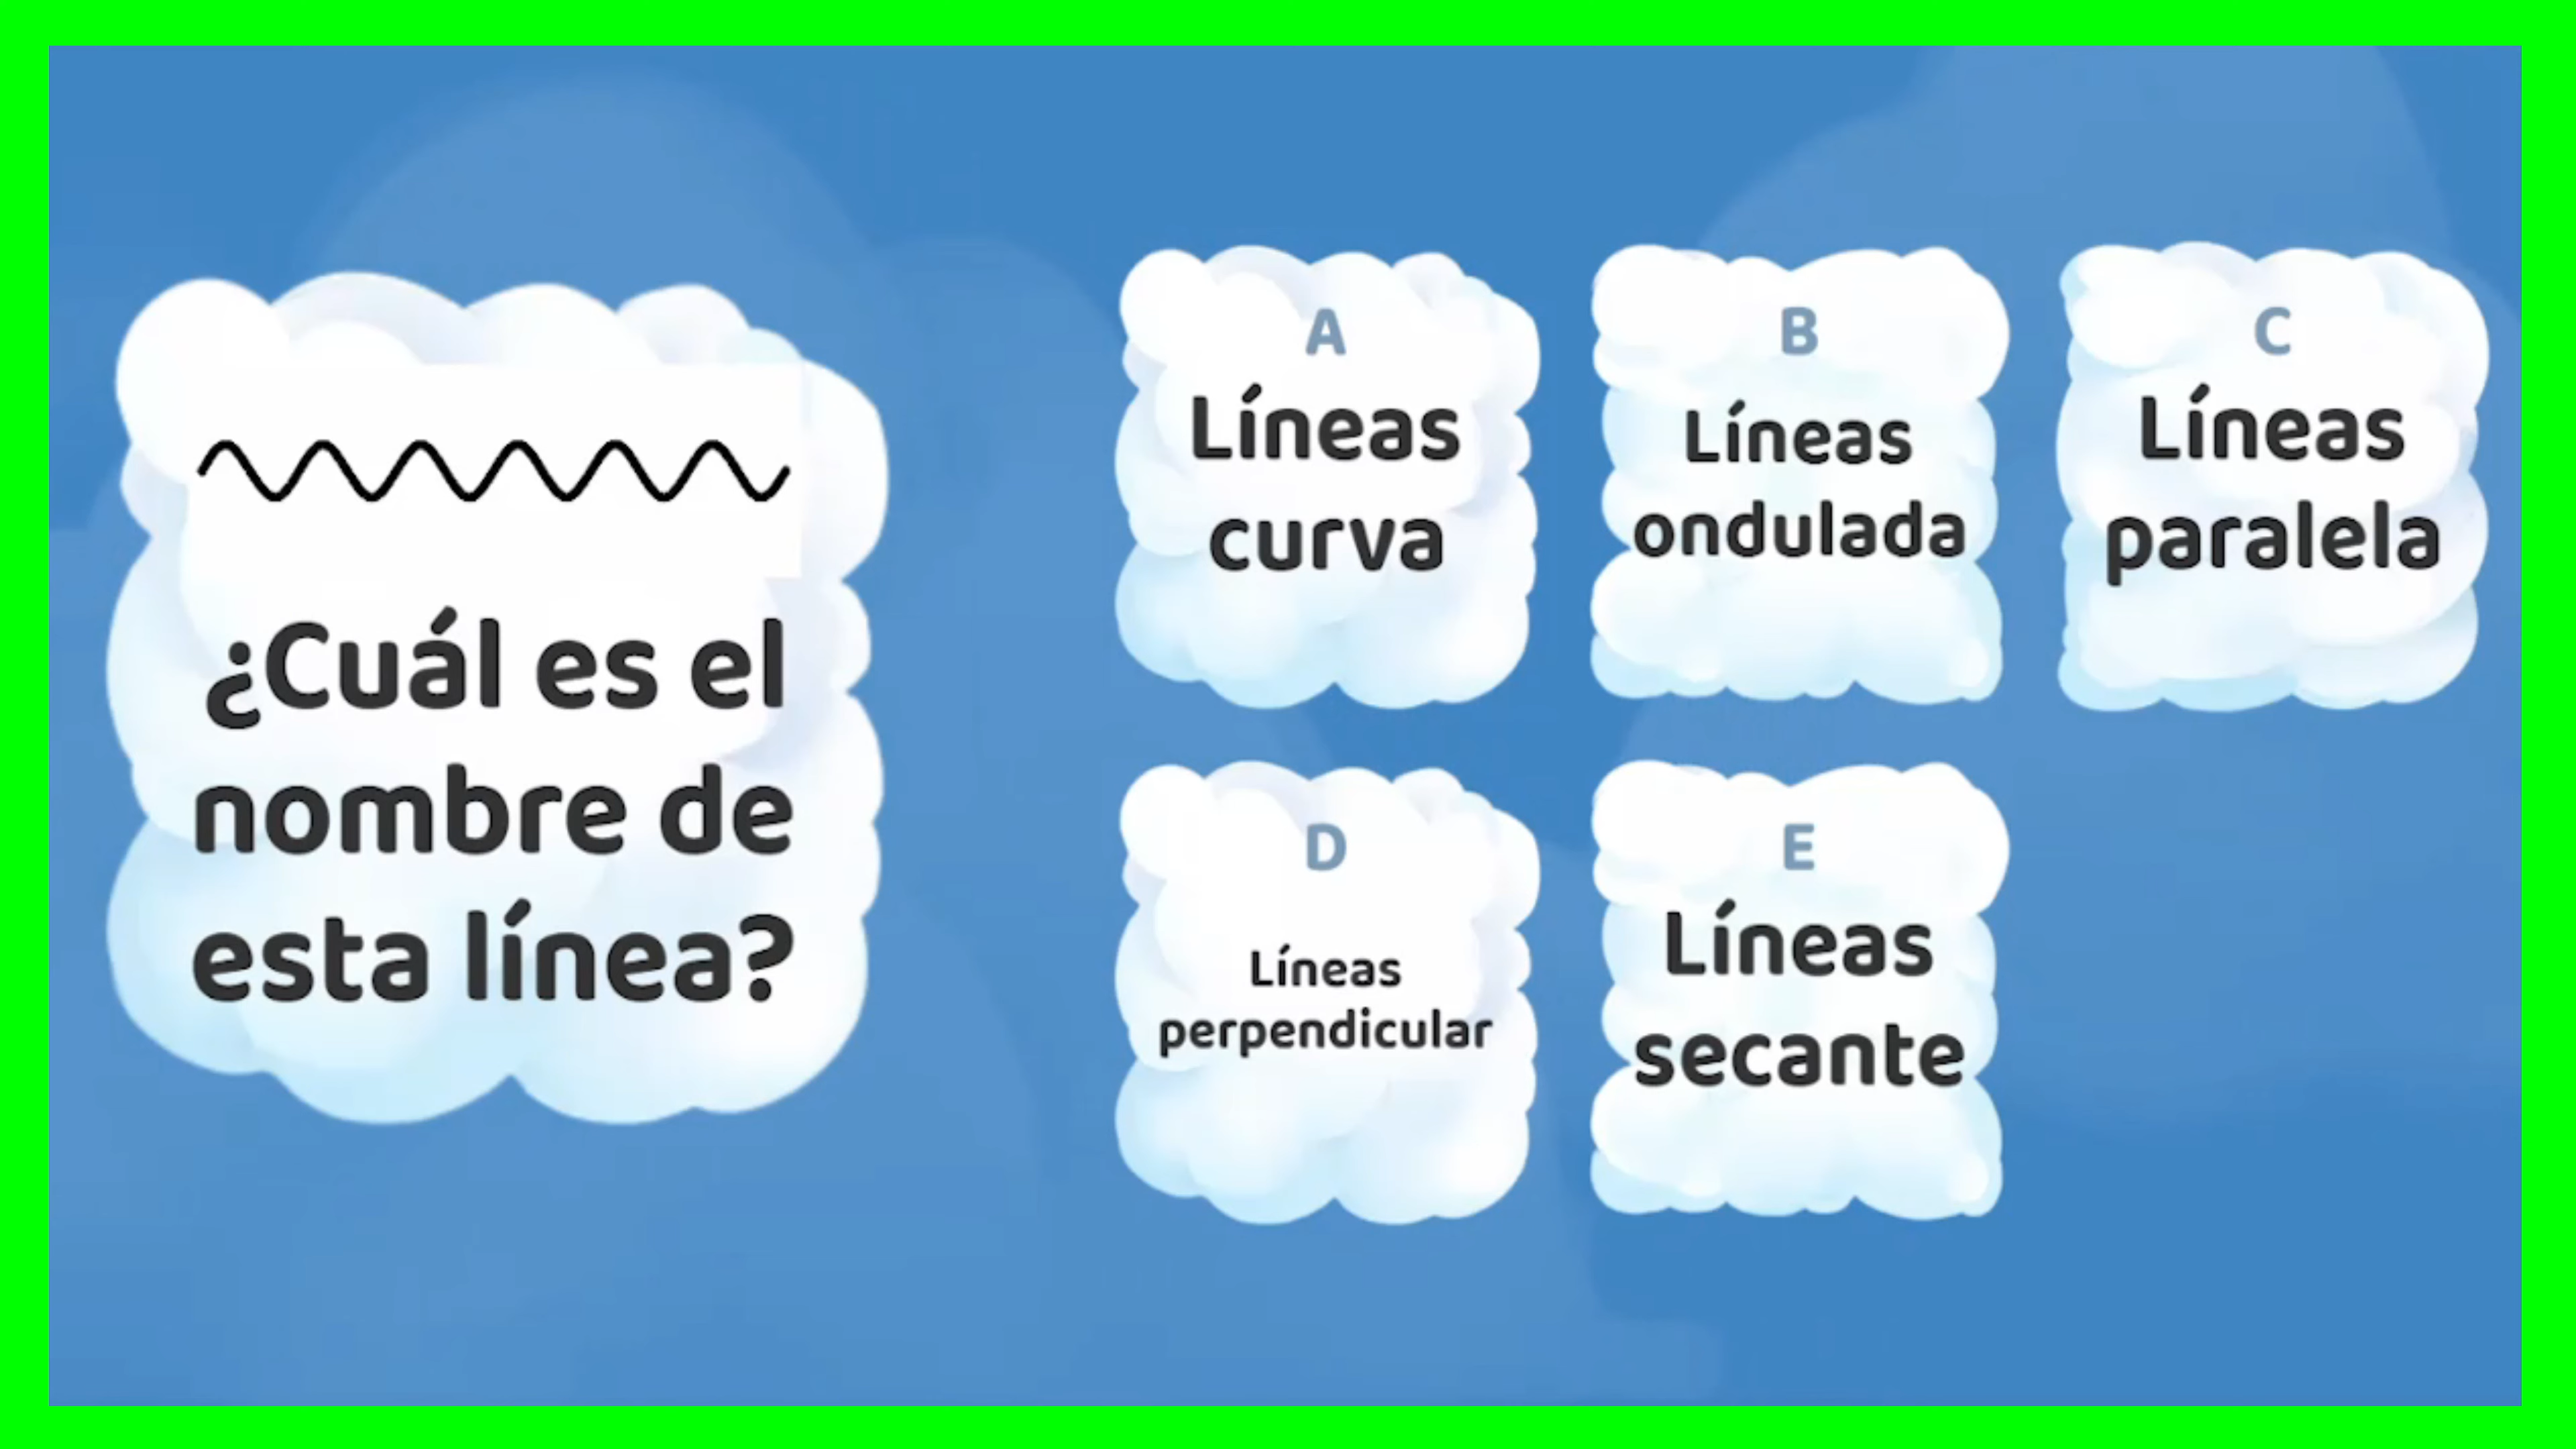 ¿Cuál es el
nombre de
esta línea?
A
Líneas
curva
B
Líneas
ondulada
C
Líneas
paralela
D
Líneas
perpendicular
E
Líneas
secante